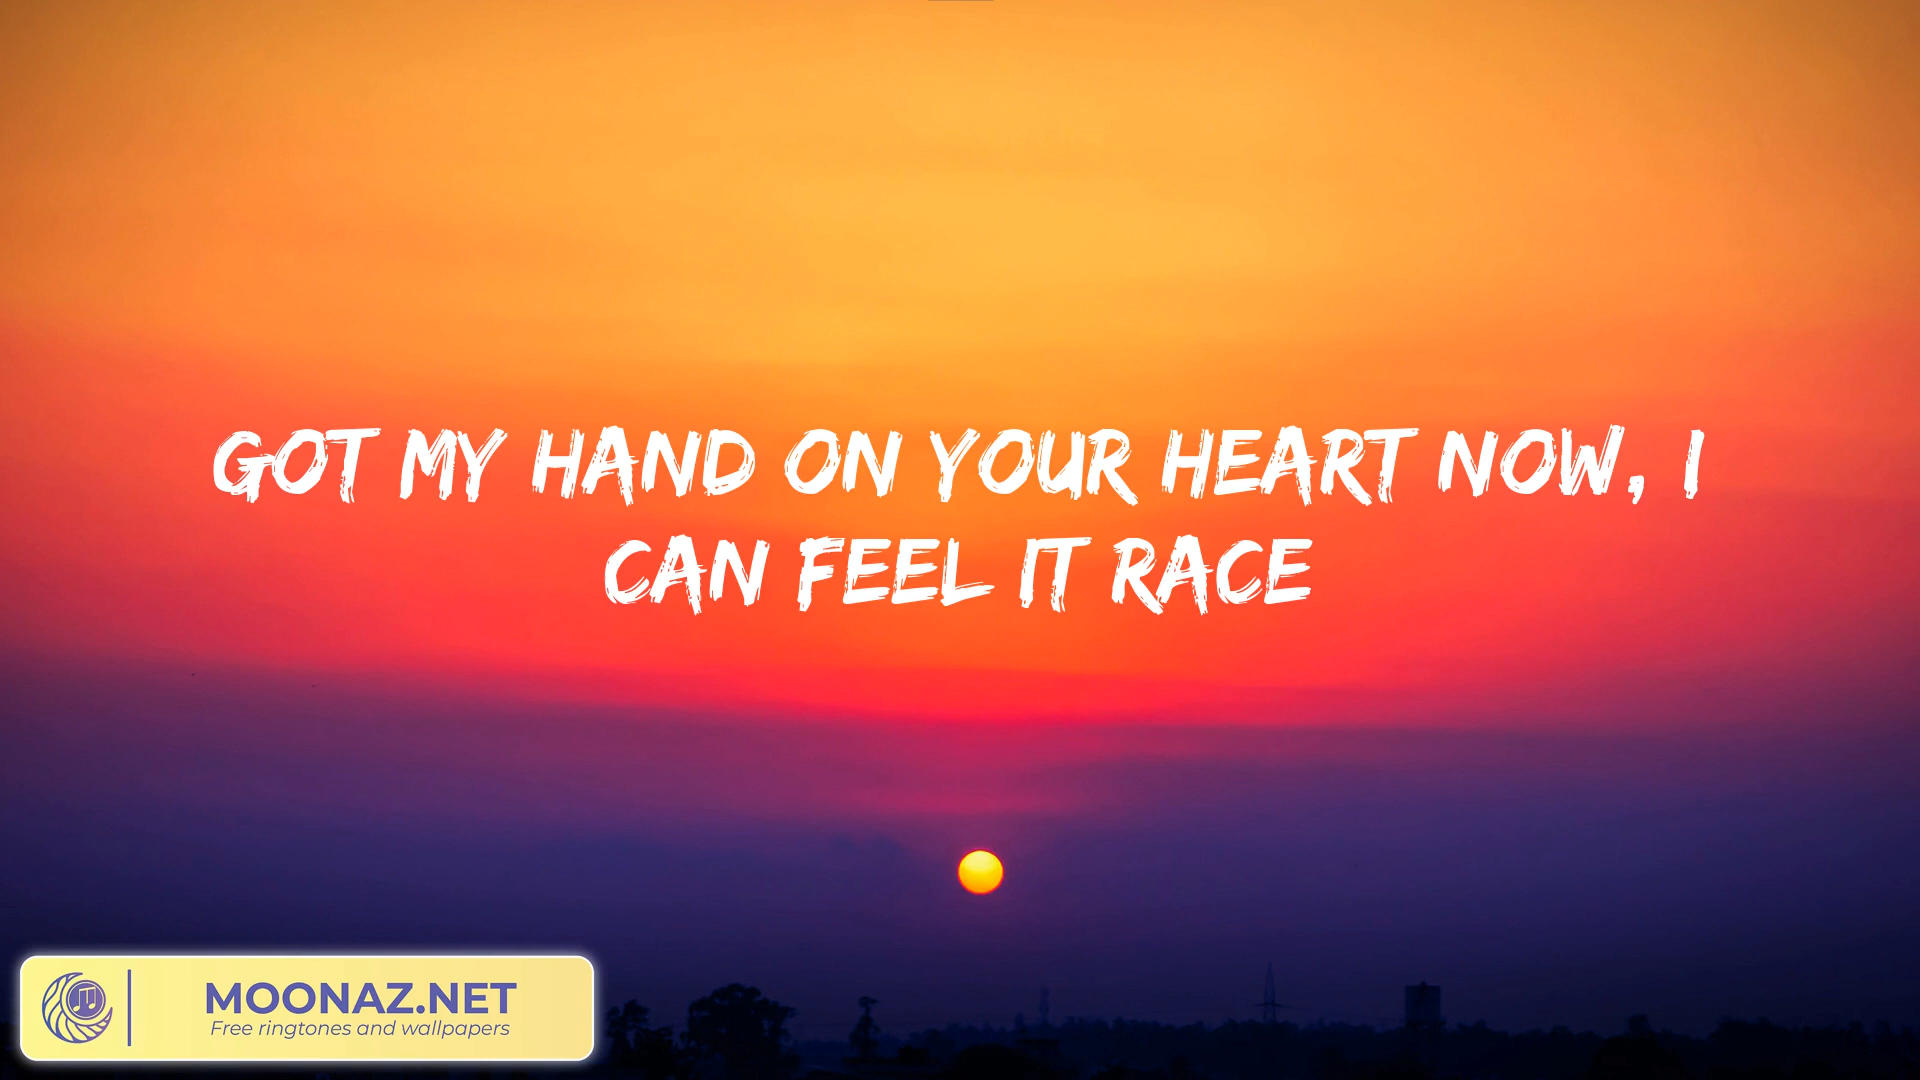 GOT MY HAND ON YOUR HEART NOW, I
CAN FEEL IT RACE
MOONAZ.NET
Free ringtones and wallpapers